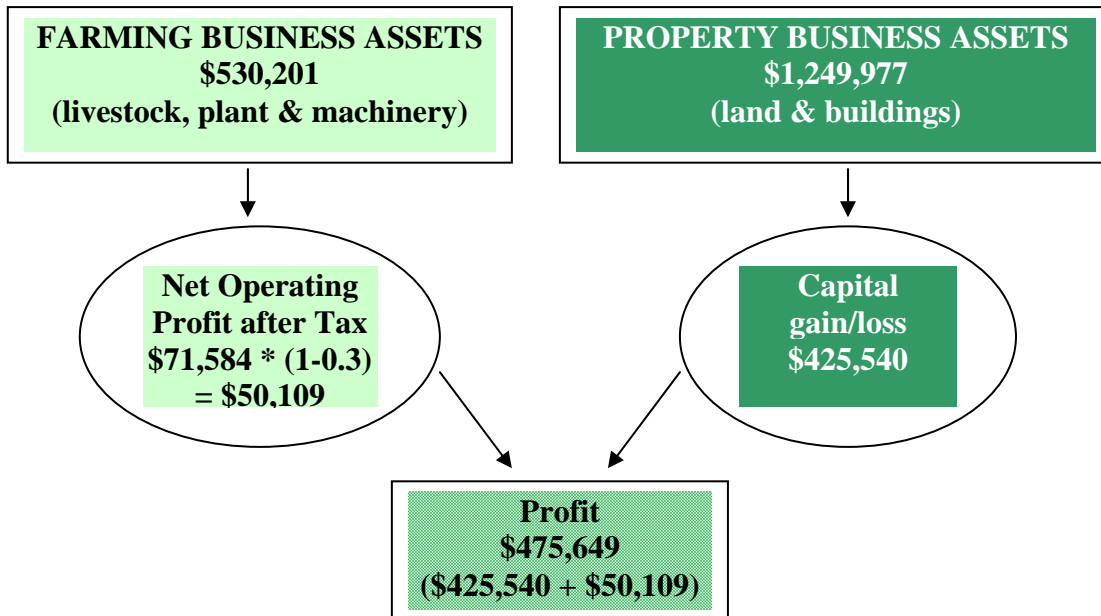 FARMING BUSINESS ASSETS
$530,201
(livestock, plant & machinery)
PROPERTY BUSINESS ASSETS
$1,249,977
(land & buildings)
Net Operating
Profit after Tax
$71,584 * (1-0.3)
= $50,109
Capital
gain/loss
$425,540
Profit
$475,649
($425,540 + $50,109)